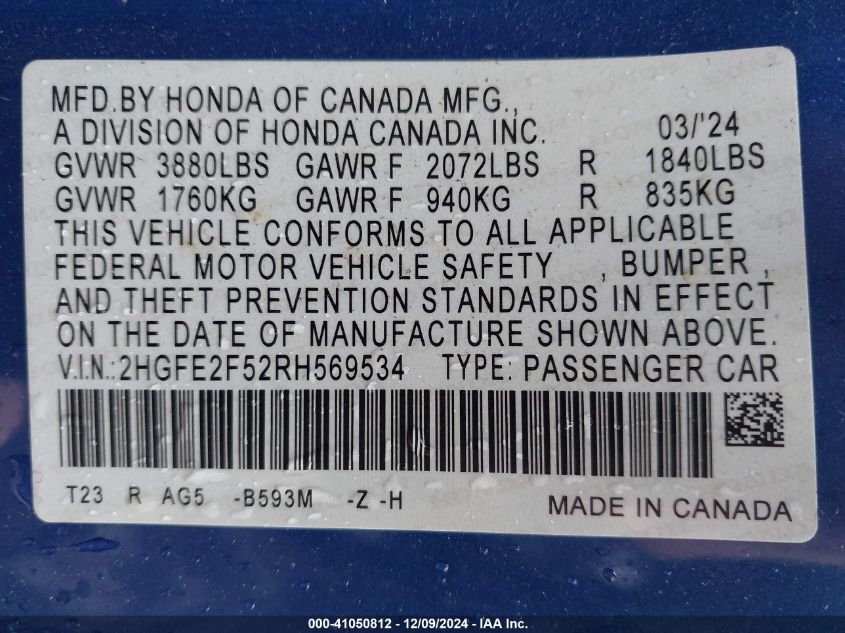 MFD.BY HONDA OF CANADA MFG.,
A DIVISION OF HONDA CANADA INC. 03/'24
GVWR 3880LBS GAWR F 2072LBS R 1840LBS
GVWR 1760KG GAWR F 940KG R 835KG
THIS VEHICLE CONFORMS TO ALL APPLICABLE
FEDERAL MOTOR VEHICLE SAFETY , BUMPER ,
AND THEFT PREVENTION STANDARDS IN EFFECT
ON THE DATE OF MANUFACTURE SHOWN ABOVE.
V.I.N.:2HGFE2F52RH569534 TYPE: PASSENGER CAR
T23 R AG5 -B593M -Z -H
MADE IN CANADA
000-41050812 - 12/09/2024 - IAA Inc.